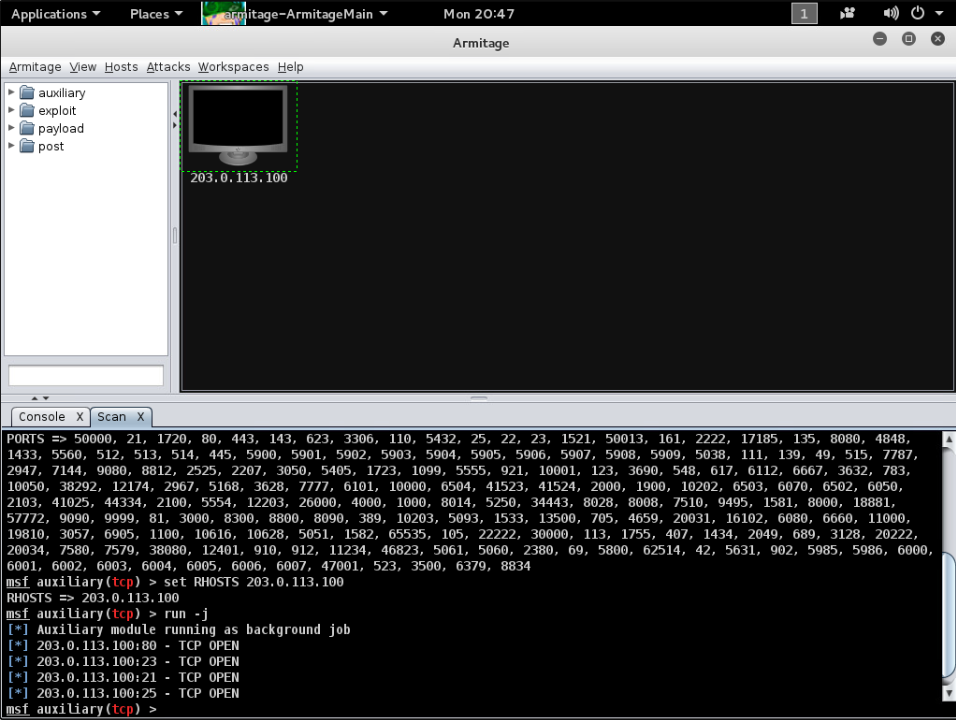 Applications Places armitage-ArmitageMain Mon 20:47 1
Armitage
Armitage View Hosts Attacks Workspaces Help
auxiliary
exploit
payload
post
203.0.113.100
Console X Scan X
PORTS => 50000, 21, 1720, 80, 443, 143, 623, 3306, 110, 5432, 25, 22, 23, 1521, 50013, 161, 2222, 17185, 135, 8080, 4848,
1433, 5560, 512, 513, 514, 445, 5900, 5901, 5902, 5903, 5904, 5905, 5906, 5907, 5908, 5909, 5038, 111, 139, 49, 515, 7787,
2947, 7144, 9080, 8812, 2525, 2207, 3050, 5405, 1723, 1099, 5555, 921, 10001, 123, 3690, 548, 617, 6112, 6667, 3632, 783,
10050, 38292, 12174, 2967, 5168, 3628, 7777, 6101, 10000, 6504, 41523, 41524, 2000, 1900, 10202, 6503, 6070, 6502, 6050,
2103, 41025, 44334, 2100, 5554, 12203, 26000, 4000, 1000, 8014, 5250, 34443, 8028, 8008, 7510, 9495, 1581, 8000, 18881,
57772, 9090, 9999, 81, 3000, 8300, 8800, 8090, 389, 10203, 5093, 1533, 13500, 705, 4659, 20031, 16102, 6080, 6660, 11000,
19810, 3057, 6905, 1100, 10616, 10628, 5051, 1582, 65535, 105, 22222, 30000, 113, 1755, 407, 1434, 2049, 689, 3128, 20222,
20034, 7580, 7579, 38080, 12401, 910, 912, 11234, 46823, 5061, 5060, 2380, 69, 5800, 62514, 42, 5631, 902, 5985, 5986, 6000,
6001, 6002, 6003, 6004, 6005, 6006, 6007, 47001, 523, 3500, 6379, 8834
msf auxiliary(tcp) > set RHOSTS 203.0.113.100
RHOSTS => 203.0.113.100
msf auxiliary(tcp) > run -j
[*] Auxiliary module running as background job
[*] 203.0.113.100:80 - TCP OPEN
[*] 203.0.113.100:23 - TCP OPEN
[*] 203.0.113.100:21 - TCP OPEN
[*] 203.0.113.100:25 - TCP OPEN
msf auxiliary(tcp) >